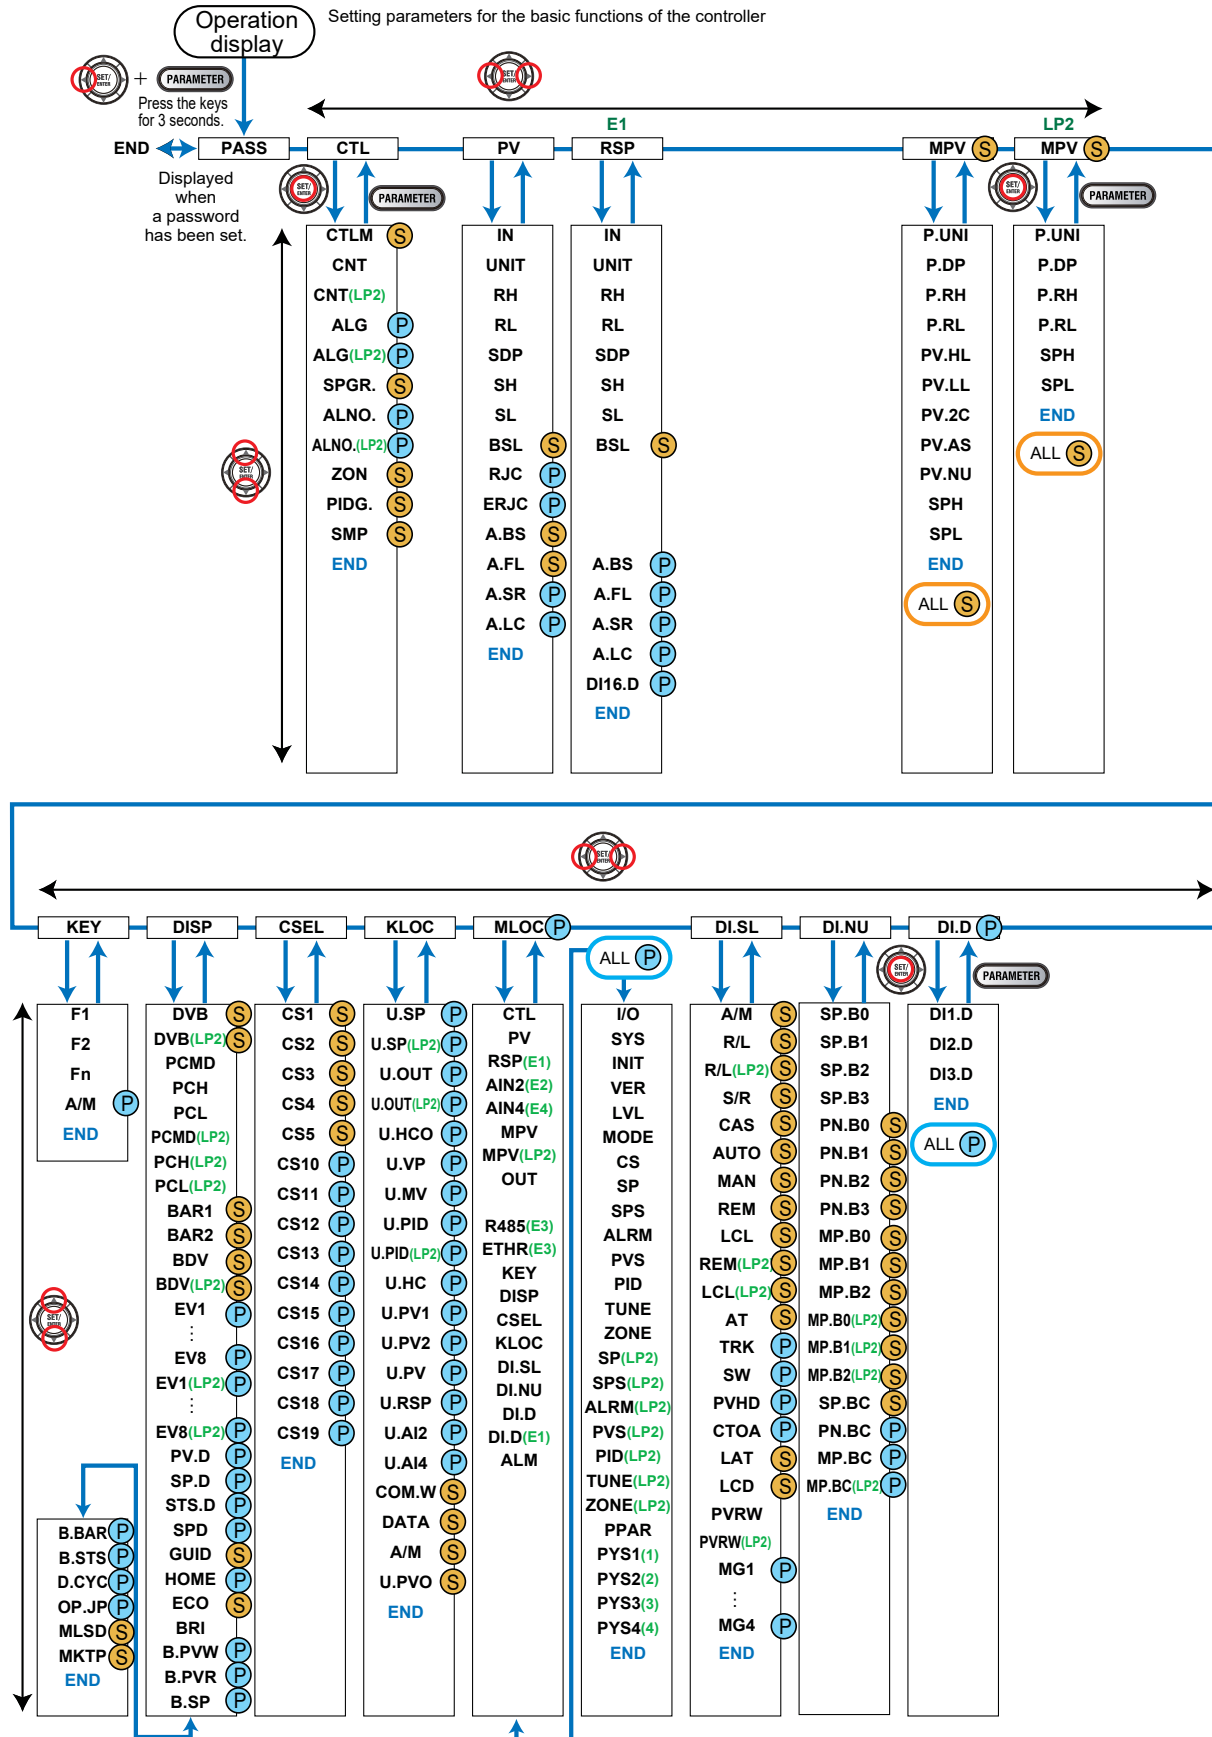 Operation
display
Setting parameters for the basic functions of the controller
SET/
ENTER
+
PARAMETER
Press the keys
for 3 seconds.
SET/
ENTER
E1
LP2
END
PASS
CTL
PV
RSP
MPV S
MPV S
Displayed
when
a password
has been set.
SET/
ENTER
PARAMETER
SET/
ENTER
PARAMETER
CTLM S
CNT
CNT(LP2)
ALG P
ALG(LP2) P
SPGR. S
ALNO. P
ALNO.(LP2) P
ZON S
PIDG. S
SMP S
END
IN
UNIT
RH
RL
SDP
SH
SL
BSL S
RJC P
ERJC P
A.BS S
A.FL S
A.SR P
A.LC P
END
IN
UNIT
RH
RL
SDP
SH
SL
BSL S
A.BS P
A.FL P
A.SR P
A.LC P
DI16.D P
END
P.UNI
P.DP
P.RH
P.RL
PV.HL
PV.LL
PV.2C
PV.AS
PV.NU
SPH
SPL
END
ALL S
P.UNI
P.DP
P.RH
P.RL
SPH
SPL
END
ALL S
SET/
ENTER
SET/
ENTER
KEY
DISP
CSEL
KLOC
MLOC P
DI.SL
DI.NU
DI.D P
ALL P
SET/
ENTER
PARAMETER
F1
F2
Fn
A/M P
END
SET/
ENTER
B.BAR P
B.STS P
D.CYC P
OP.JP P
MLSD S
MKTP S
END
DVB S
DVB(LP2) S
PCMD
PCH
PCL
PCMD(LP2)
PCH(LP2)
PCL(LP2)
BAR1 S
BAR2 S
BDV S
BDV(LP2) S
EV1 P
⋮
EV8 P
EV1(LP2) P
⋮
EV8(LP2) P
PV.D P
SP.D P
STS.D P
SPD P
GUID S
HOME P
ECO S
BRI
B.PVW P
B.PVR P
B.SP P
CS1 S
CS2 S
CS3 S
CS4 S
CS5 S
CS10 P
CS11 P
CS12 P
CS13 P
CS14 P
CS15 P
CS16 P
CS17 P
CS18 P
CS19 P
END
U.SP P
U.SP(LP2) P
U.OUT P
U.OUT(LP2) P
U.HCO P
U.VP P
U.MV P
U.PID P
U.PID(LP2) P
U.HC P
U.PV1 P
U.PV2 P
U.PV P
U.RSP P
U.AI2 P
U.AI4 P
COM.W S
DATA S
A/M S
U.PVO S
END
CTL
PV
RSP(E1)
AIN2(E2)
AIN4(E4)
MPV
MPV(LP2)
OUT
R485(E3)
ETHR(E3)
KEY
DISP
CSEL
KLOC
DI.SL
DI.NU
DI.D
DI.D(E1)
ALM
I/O
SYS
INIT
VER
LVL
MODE
CS
SP
SPS
ALRM
PVS
PID
TUNE
ZONE
SP(LP2)
SPS(LP2)
ALRM(LP2)
PVS(LP2)
PID(LP2)
TUNE(LP2)
ZONE(LP2)
PPAR
PYS1(1)
PYS2(2)
PYS3(3)
PYS4(4)
END
A/M S
R/L S
R/L(LP2) S
S/R S
CAS S
AUTO S
MAN S
REM S
LCL S
REM(LP2) S
LCL(LP2) S
AT S
TRK P
SW P
PVHD P
CTOA P
LAT S
LCD S
PVRW
PVRW(LP2)
MG1 P
⋮
MG4 P
END
SP.B0
SP.B1
SP.B2
SP.B3
PN.B0 S
PN.B1 S
PN.B2 S
PN.B3 S
MP.B0 S
MP.B1 S
MP.B2 S
MP.B0(LP2) S
MP.B1(LP2) S
MP.B2(LP2) S
SP.BC S
PN.BC P
MP.BC P
MP.BC(LP2) P
END
DI1.D
DI2.D
DI3.D
END
ALL P